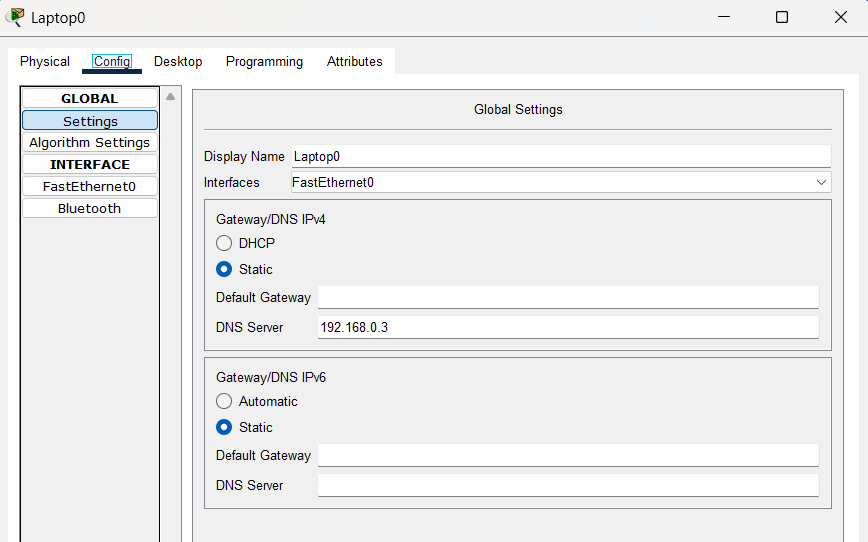 Laptop0
Physical Config Desktop Programming Attributes
GLOBAL
Settings
Algorithm Settings
INTERFACE
FastEthernet0
Bluetooth
Global Settings
Display Name Laptop0
Interfaces FastEthernet0
Gateway/DNS IPv4
DHCP
Static
Default Gateway
DNS Server 192.168.0.3
Gateway/DNS IPv6
Automatic
Static
Default Gateway
DNS Server